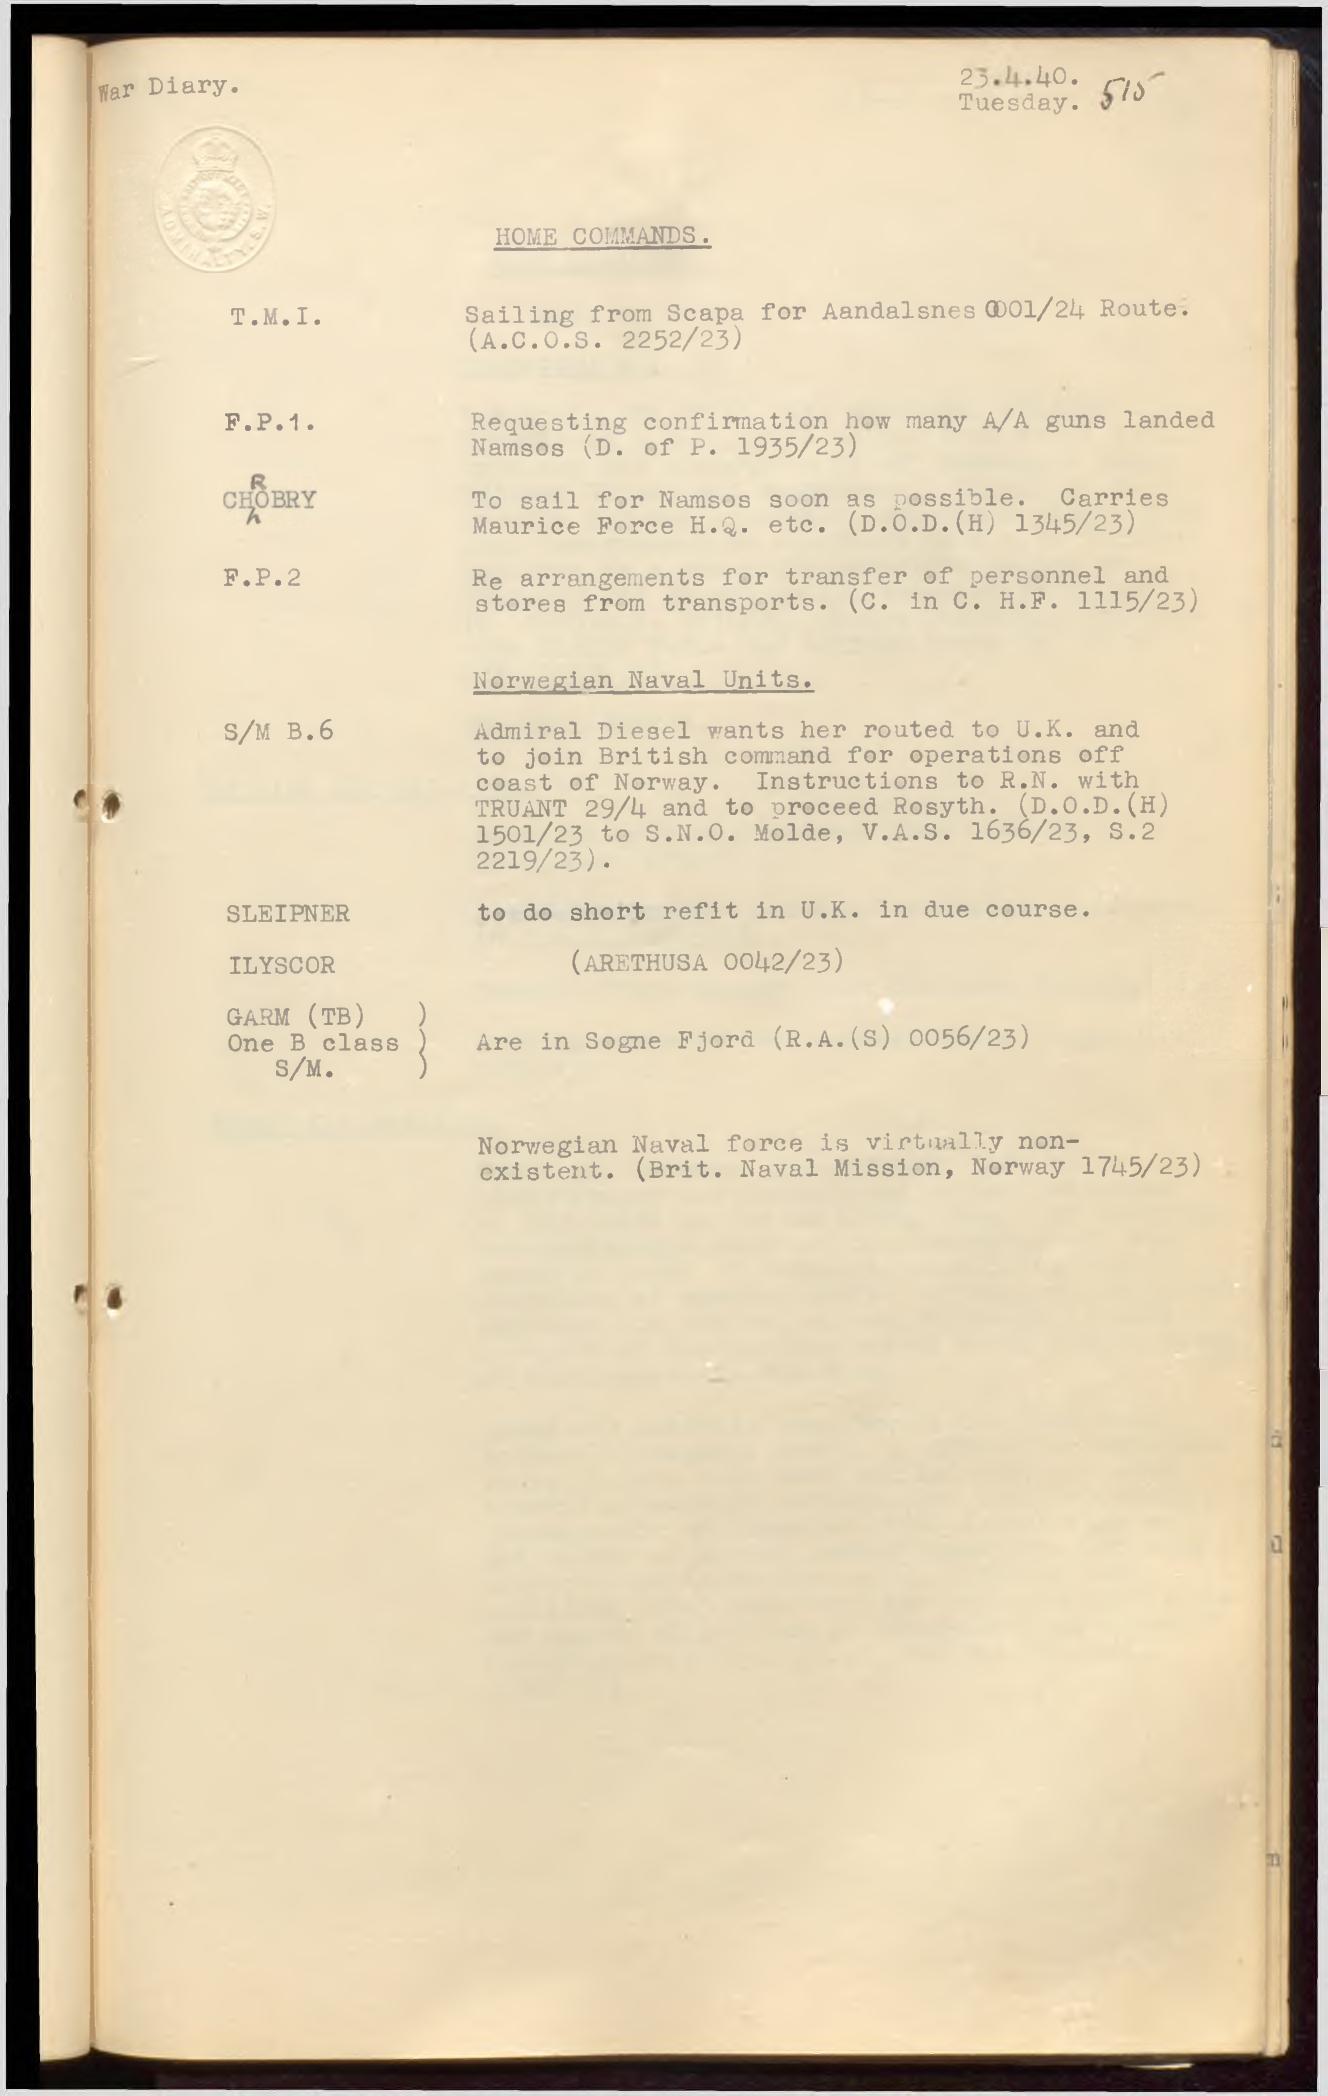 War Diary.
23.4.40.
Tuesday. 515
ADMIRALTY. S.W.
HOME COMMANDS.
T.M.I. Sailing from Scapa for Aandalsnes 0001/24 Route.
(A.C.O.S. 2252/23)
F.P.1. Requesting confirmation how many A/A guns landed
Namsos (D. of P. 1935/23)
CHROBRY To sail for Namsos soon as possible. Carries
Maurice Force H.Q. etc. (D.O.D.(H) 1345/23)
F.P.2 Re arrangements for transfer of personnel and
stores from transports. (C. in C. H.F. 1115/23)
Norwegian Naval Units.
S/M B.6 Admiral Diesel wants her routed to U.K. and
to join British command for operations off
coast of Norway. Instructions to R.N. with
TRUANT 29/4 and to proceed Rosyth. (D.O.D.(H)
1501/23 to S.N.O. Molde, V.A.S. 1636/23, S.2
2219/23).
SLEIPNER to do short refit in U.K. in due course.
ILYSCOR (ARETHUSA 0042/23)
GARM (TB) )
One B class ) Are in Sogne Fjord (R.A.(S) 0056/23)
S/M. )
Norwegian Naval force is virtually non-
existent. (Brit. Naval Mission, Norway 1745/23)